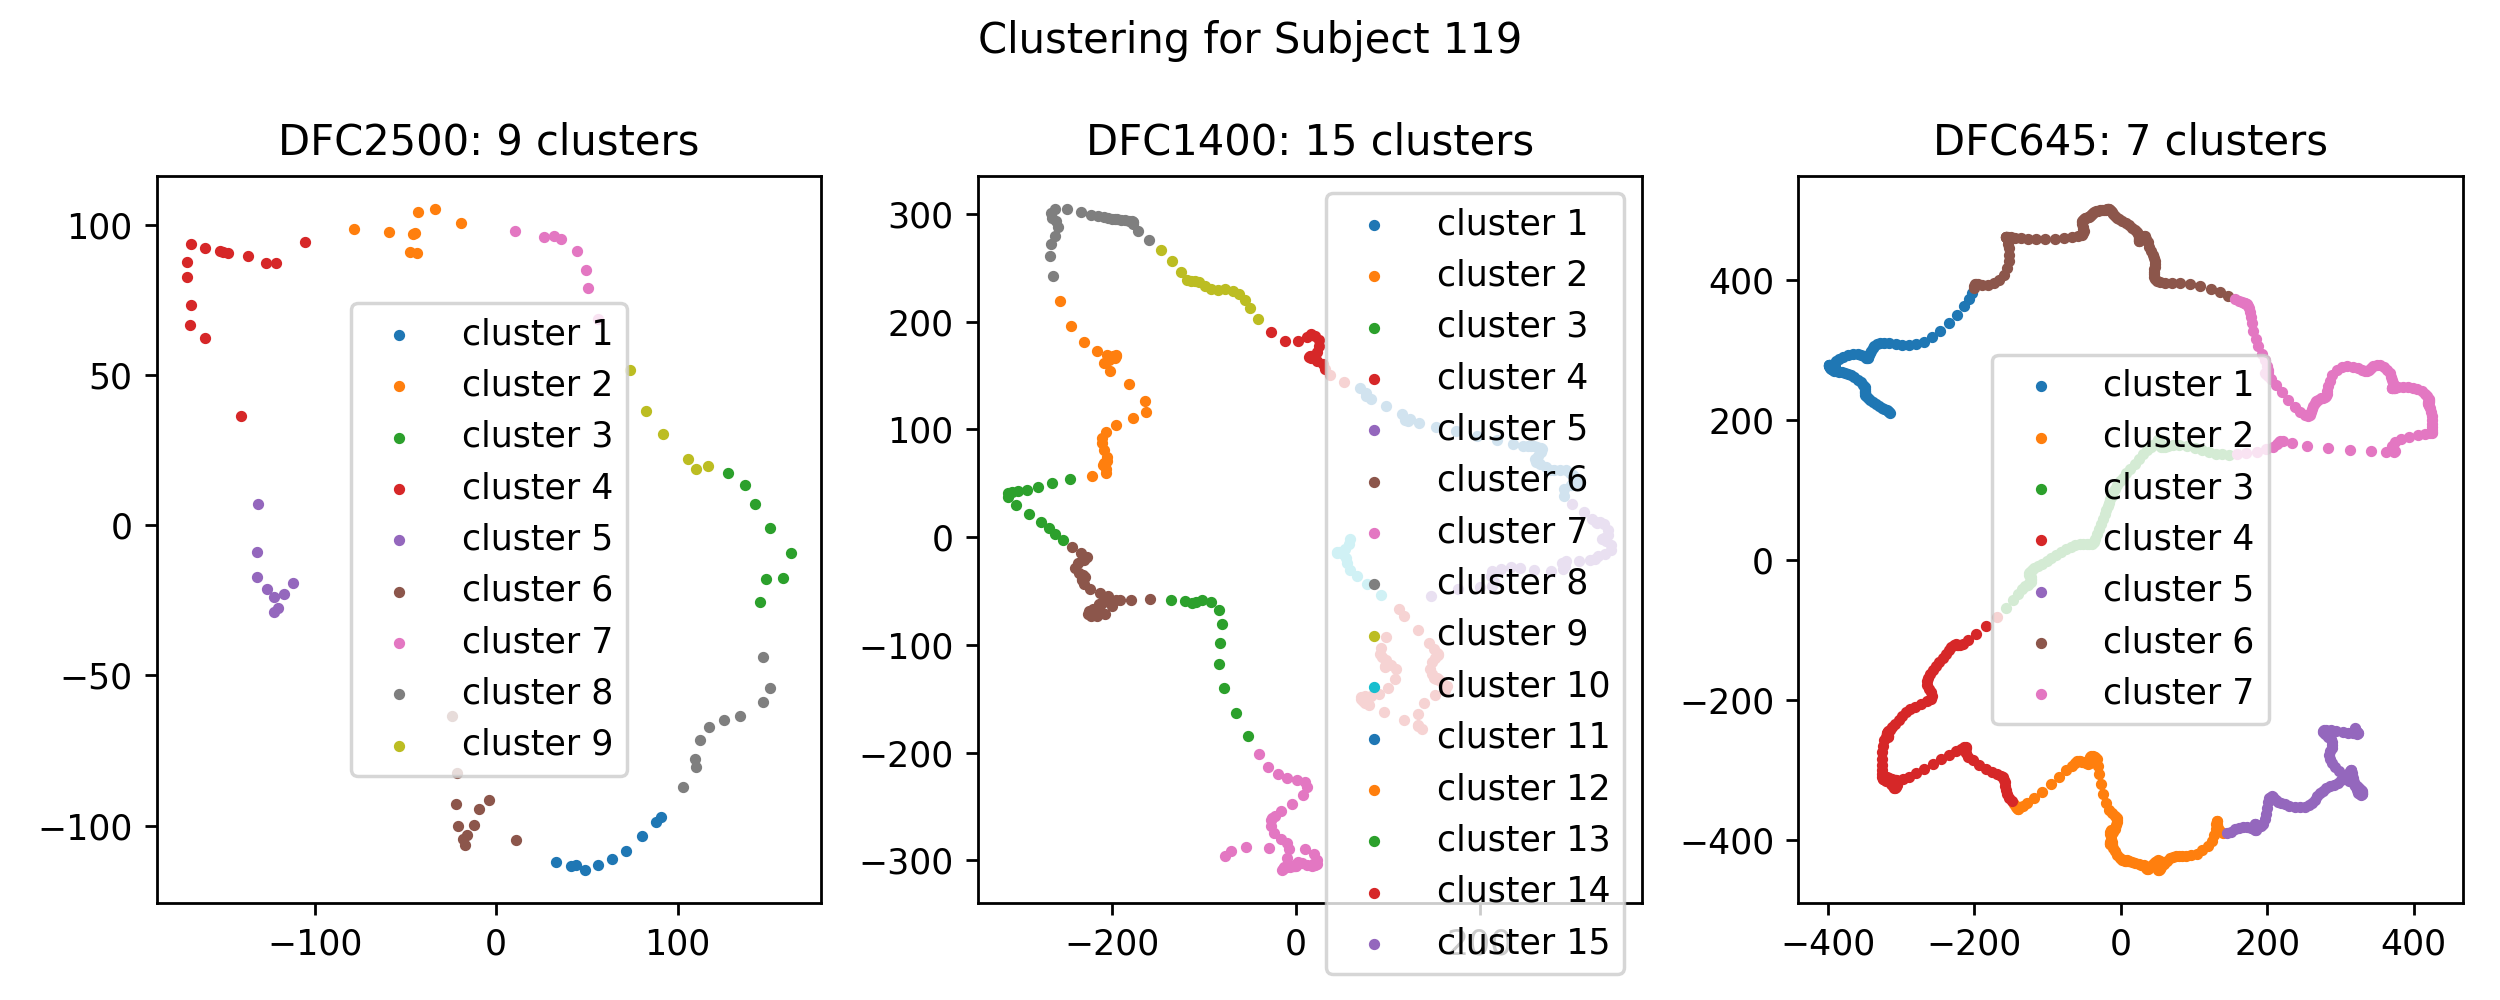 Clustering for Subject 119
DFC2500: 9 clusters
100
50
0
−50
−100
−100
0
100
cluster 1
cluster 2
cluster 3
cluster 4
cluster 5
cluster 6
cluster 7
cluster 8
cluster 9
DFC1400: 15 clusters
300
200
100
0
−100
−200
−300
−200
0
200
cluster 1
cluster 2
cluster 3
cluster 4
cluster 5
cluster 6
cluster 7
cluster 8
cluster 9
cluster 10
cluster 11
cluster 12
cluster 13
cluster 14
cluster 15
DFC645: 7 clusters
400
200
0
−200
−400
−400
−200
0
200
400
cluster 1
cluster 2
cluster 3
cluster 4
cluster 5
cluster 6
cluster 7